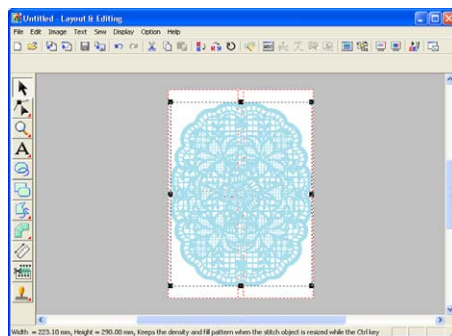 Untitled - Layout & Editing
File Edit Image Text Sew Display Option Help
A
Width = 223.10 mm, Height = 290.00 mm, Keeps the density and fill pattern when the stitch object is resized while the Ctrl key